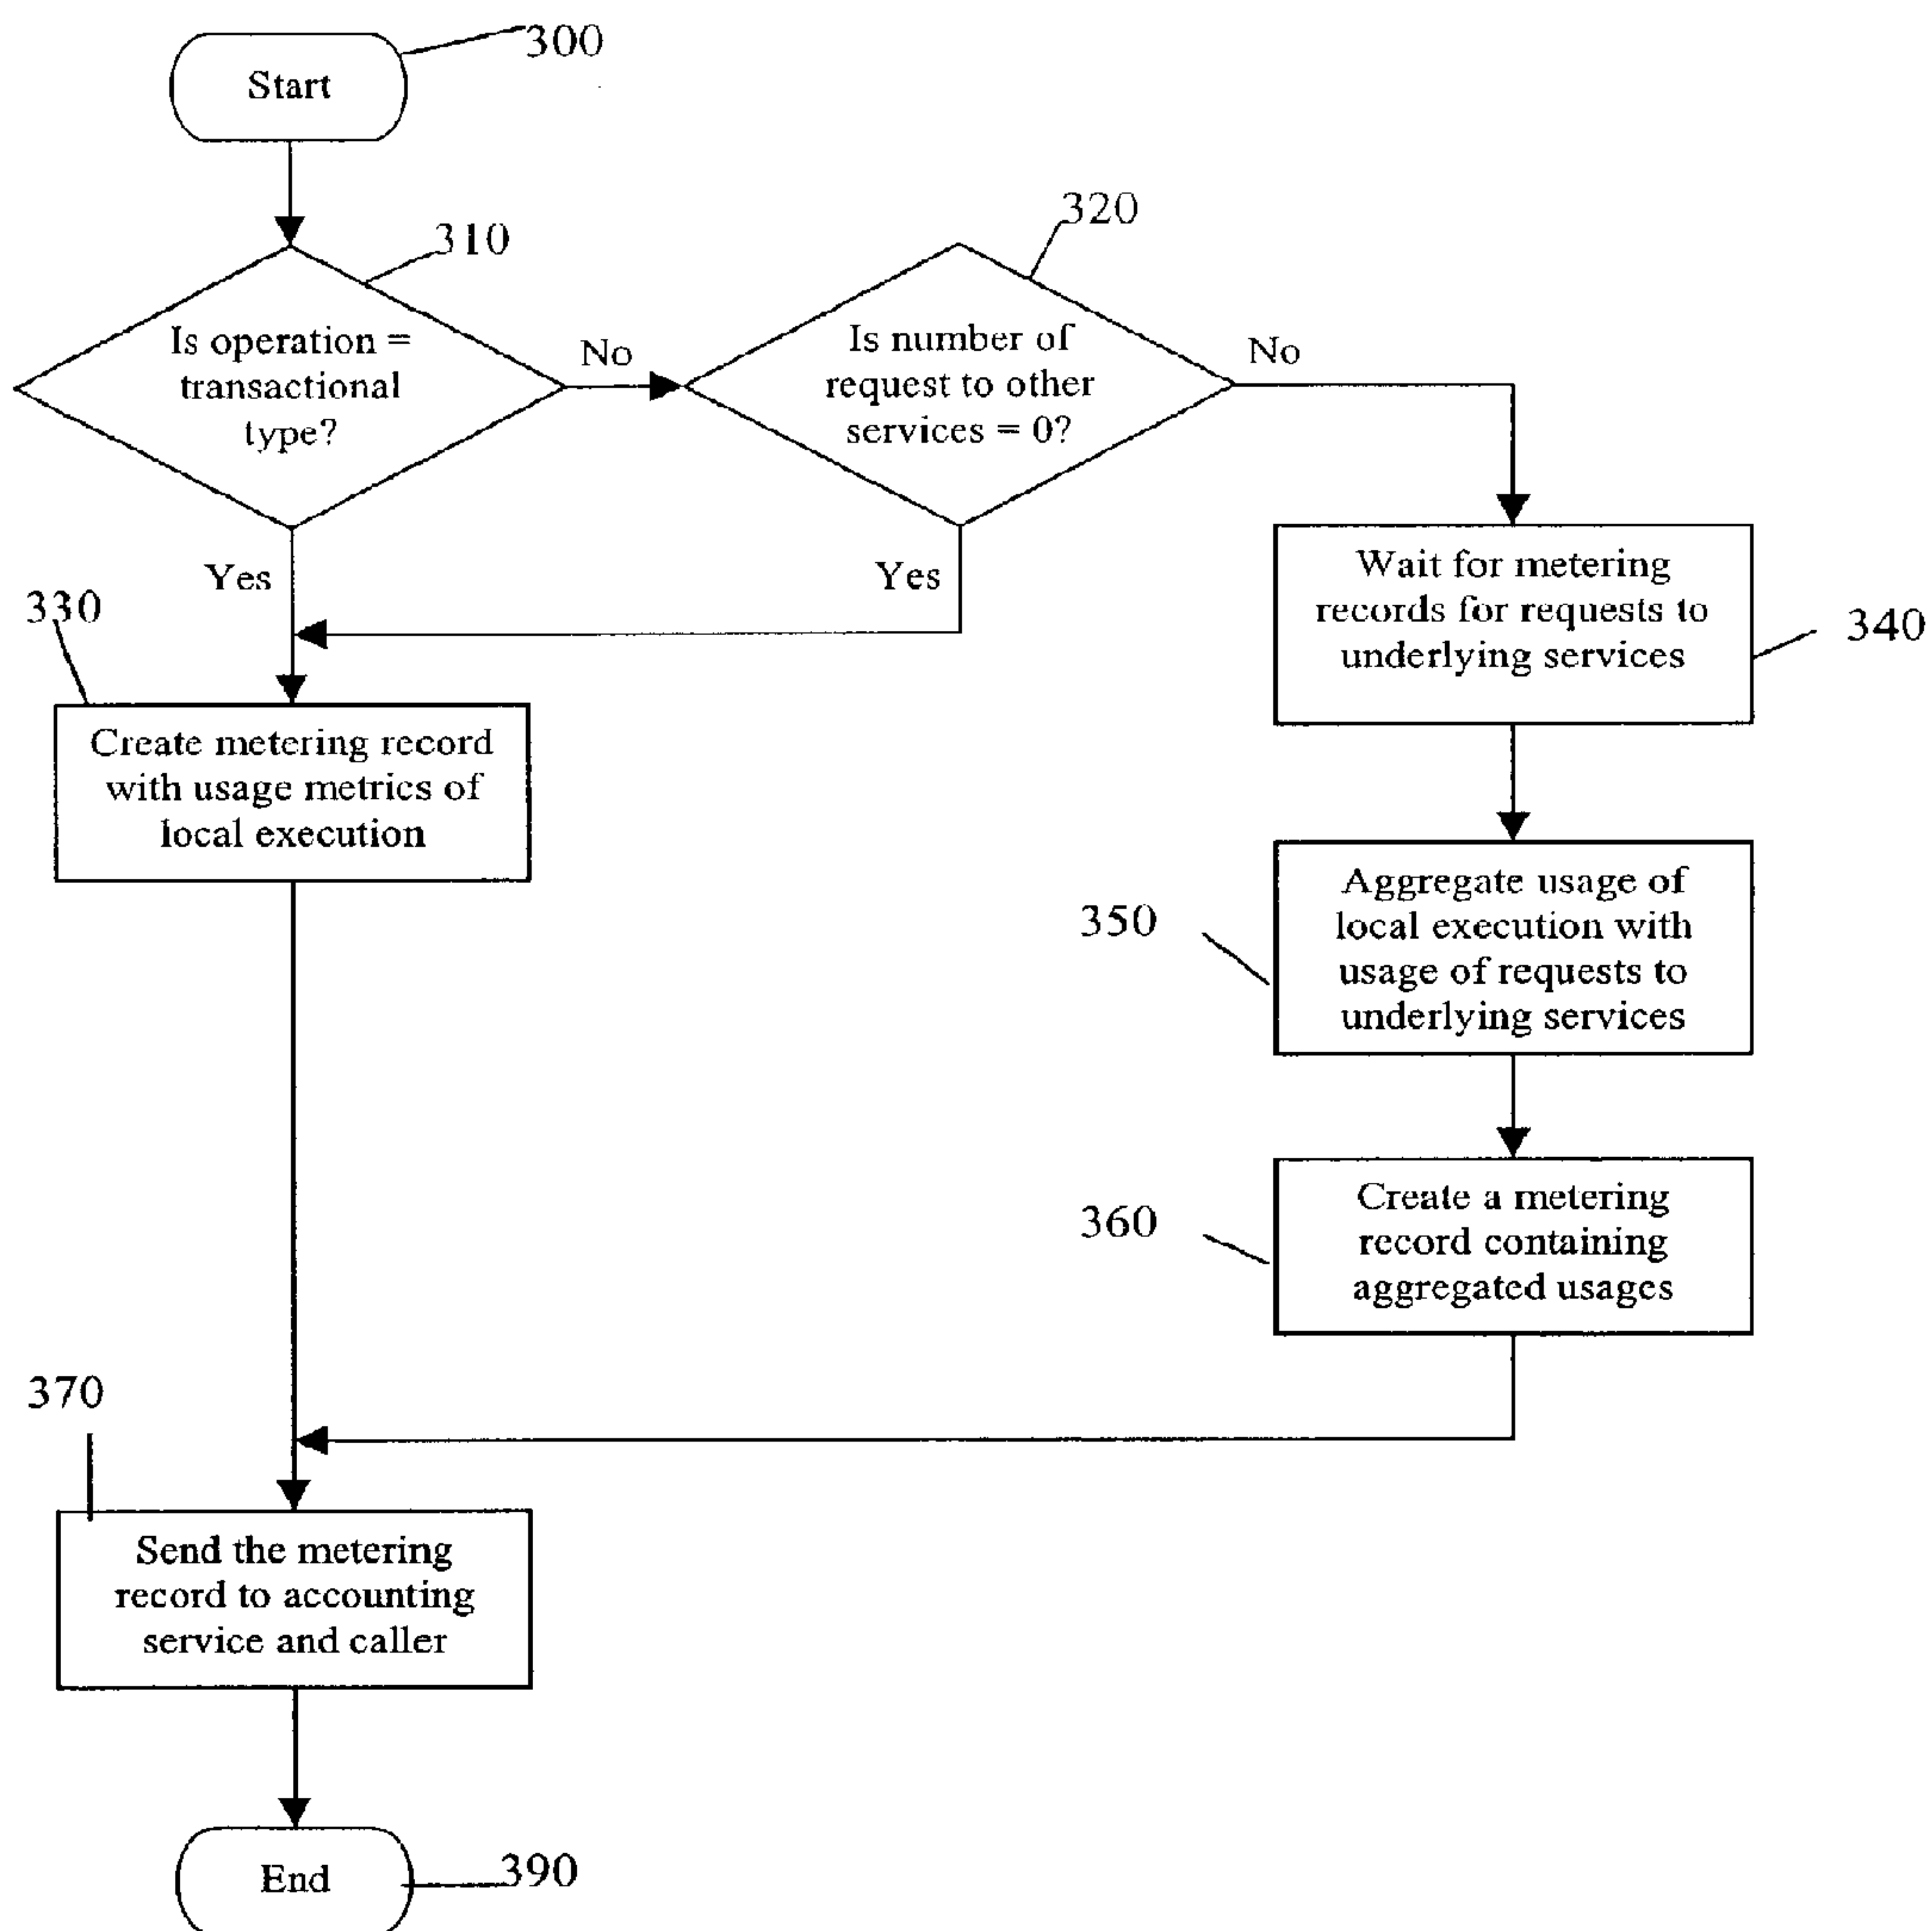 300
Start
310
320
Is operation =
transactional
type?
No
Is number of
request to other
services = 0?
No
Yes
Yes
330
Wait for metering
records for requests to
underlying services
340
Create metering record
with usage metrics of
local execution
350
Aggregate usage of
local execution with
usage of requests to
underlying services
360
Create a metering
record containing
aggregated usages
370
Send the metering
record to accounting
service and caller
End
390